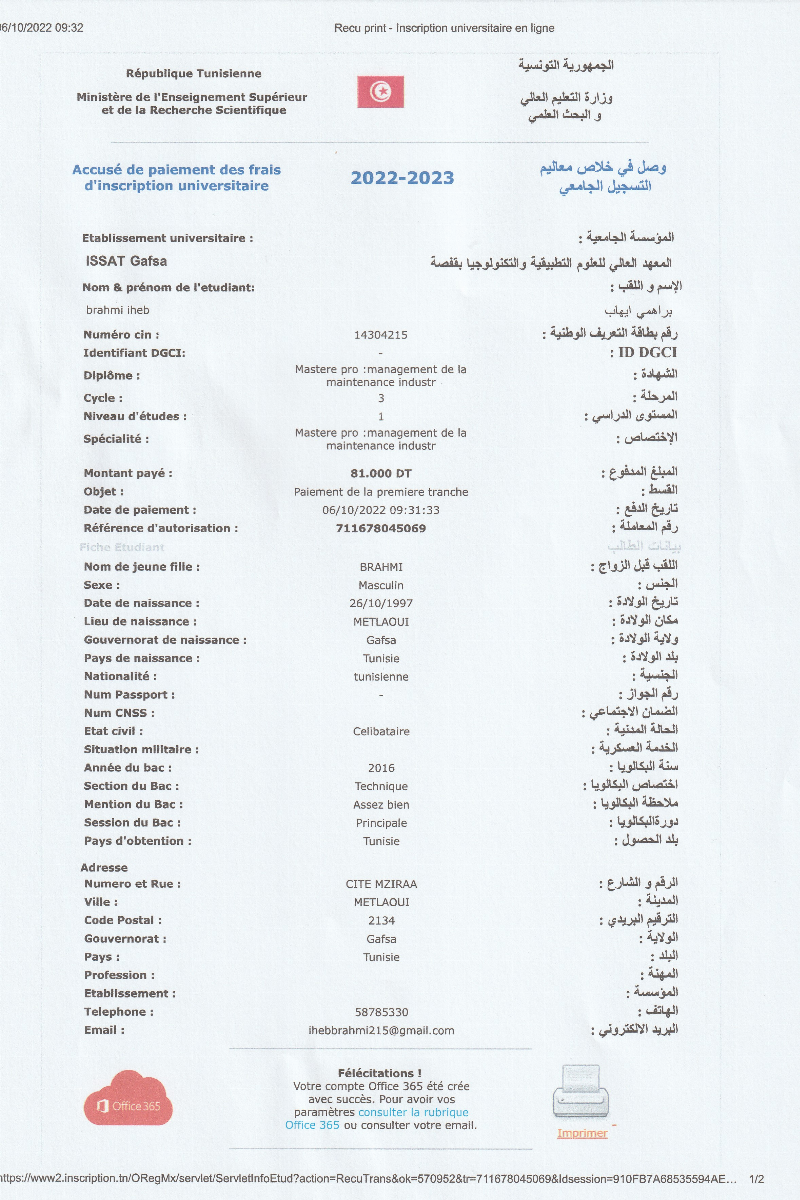 06/10/2022 09:32 Recu print - Inscription universitaire en ligne
République Tunisienne الجمهورية التونسية
Ministère de l'Enseignement Supérieur وزارة التعليم العالي
et de la Recherche Scientifique و البحث العلمي
Accusé de paiement des frais 2022-2023 وصل في خلاص معاليم
d'inscription universitaire التسجيل الجامعي
Etablissement universitaire : المؤسسة الجامعية :
ISSAT Gafsa المعهد العالي للعلوم التطبيقية والتكنولوجيا بقفصة
Nom & prénom de l'etudiant: الإسم و اللقب :
brahmi iheb براهمي ايهاب
Numéro cin : 14304215 رقم بطاقة التعريف الوطنية :
Identifiant DGCI: - ID DGCI :
Diplôme : Mastere pro :management de la maintenance industr الشهادة :
Cycle : 3 المرحلة :
Niveau d'études : 1 المستوى الدراسي :
Spécialité : Mastere pro :management de la maintenance industr الإختصاص :
Montant payé : 81.000 DT المبلغ المدفوع :
Objet : Paiement de la premiere tranche القسط :
Date de paiement : 06/10/2022 09:31:33 تاريخ الدفع :
Référence d'autorisation : 711678045069 رقم المعاملة :
Fiche Etudiant بيانات الطالب
Nom de jeune fille : BRAHMI اللقب قبل الزواج :
Sexe : Masculin الجنس :
Date de naissance : 26/10/1997 تاريخ الولادة :
Lieu de naissance : METLAOUI مكان الولادة :
Gouvernorat de naissance : Gafsa ولاية الولادة :
Pays de naissance : Tunisie بلد الولادة :
Nationalité : tunisienne الجنسية :
Num Passport : - رقم الجواز :
Num CNSS : الضمان الاجتماعي :
Etat civil : Celibataire الحالة المدنية :
Situation militaire : الخدمة العسكرية :
Année du bac : 2016 سنة البكالويا :
Section du Bac : Technique اختصاص البكالويا :
Mention du Bac : Assez bien ملاحظة البكالويا :
Session du Bac : Principale دورةالبكالويا :
Pays d'obtention : Tunisie بلد الحصول :
Adresse
Numero et Rue : CITE MZIRAA الرقم و الشارع :
Ville : METLAOUI المدينة :
Code Postal : 2134 الترقيم البريدي :
Gouvernorat : Gafsa الولاية :
Pays : Tunisie البلد :
Profession : المهنة :
Etablissement : المؤسسة :
Telephone : 58785330 الهاتف :
Email : ihebbrahmi215@gmail.com البريد الالكتروني :
Office 365
Félécitations !
Votre compte Office 365 été crée
avec succès. Pour avoir vos
paramètres consulter la rubrique
Office 365 ou consulter votre email.
Imprimer
https://www2.inscription.tn/ORegMx/servlet/ServletInfoEtud?action=RecuTrans&ok=570952&tr=711678045069&Idsession=910FB7A68535594AE... 1/2